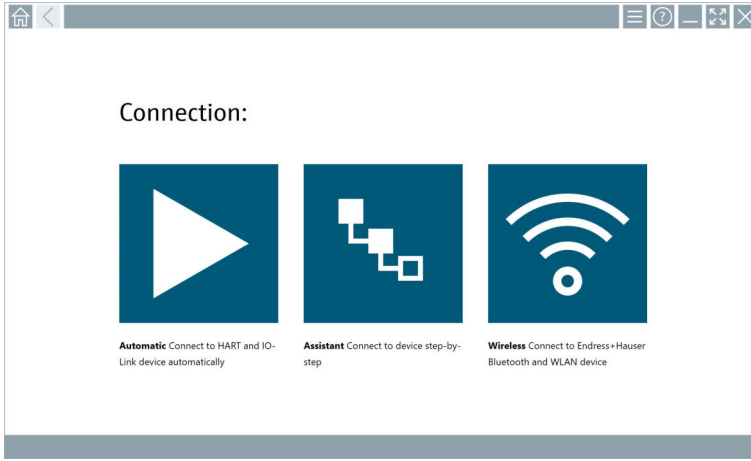 ?
Connection:
Automatic Connect to HART and IO-
Link device automatically
Assistant Connect to device step-by-
step
Wireless Connect to Endress+Hauser
Bluetooth and WLAN device